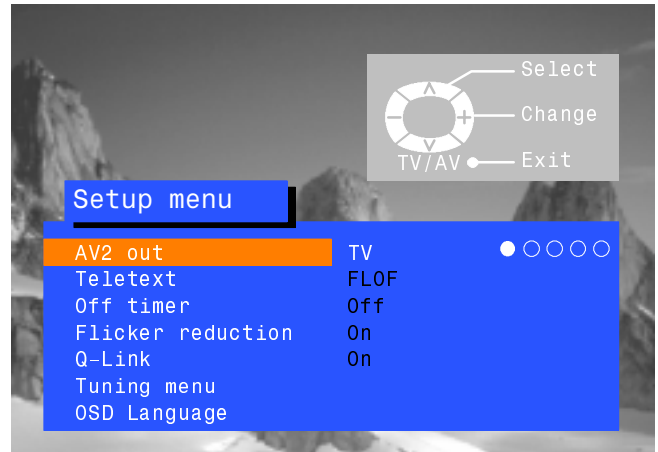 Select
Change
TV/AV Exit
Setup menu
AV2 out TV
Teletext FLOF
Off timer Off
Flicker reduction On
Q-Link On
Tuning menu
OSD Language